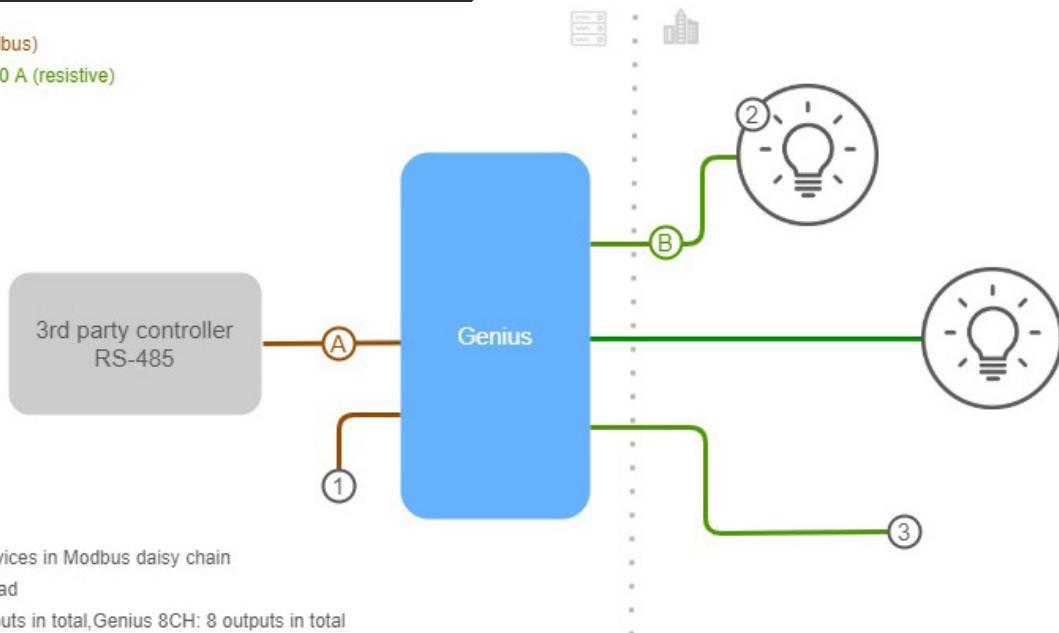 bus)
0 A (resistive)
2
B
3rd party controller
RS-485
A
Genius
1
3
vices in Modbus daisy chain
ad
uts in total,Genius 8CH: 8 outputs in total